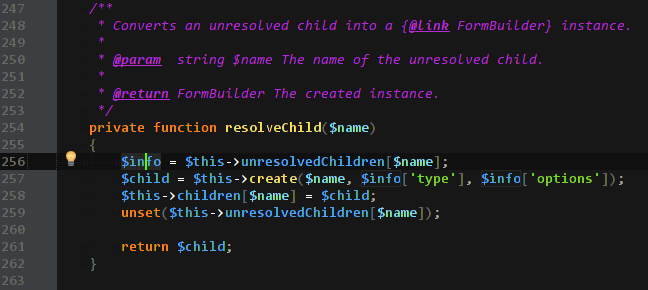 247 /**
248 * Converts an unresolved child into a {@link FormBuilder} instance.
249 *
250 * @param  string $name The name of the unresolved child.
251 *
252 * @return FormBuilder The created instance.
253 */
254 private function resolveChild($name)
255 {
256 $info = $this->unresolvedChildren[$name];
257 $child = $this->create($name, $info['type'], $info['options']);
258 $this->children[$name] = $child;
259 unset($this->unresolvedChildren[$name]);
260
261 return $child;
262 }
263